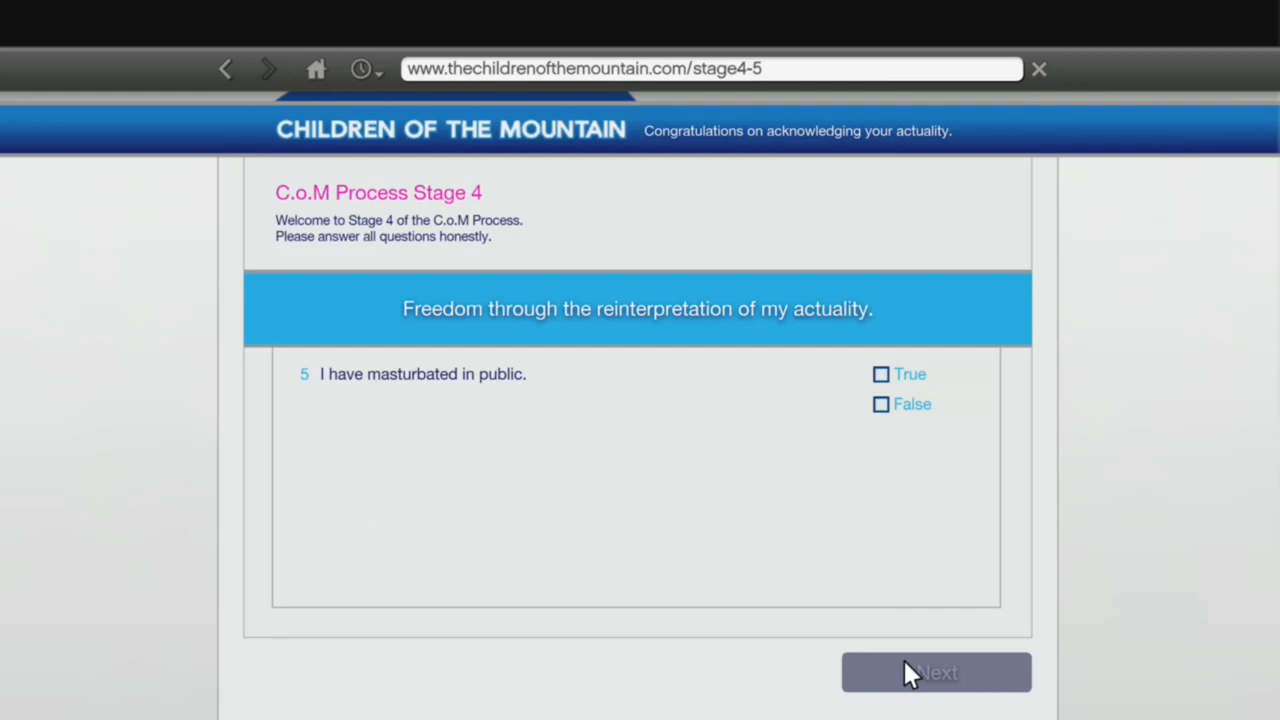 www.thechildrenofthemountain.com/stage4-5
CHILDREN OF THE MOUNTAIN Congratulations on acknowledging your actuality.
C.o.M Process Stage 4
Welcome to Stage 4 of the C.o.M Process.
Please answer all questions honestly.
Freedom through the reinterpretation of my actuality.
5 I have masturbated in public. True
False
Next